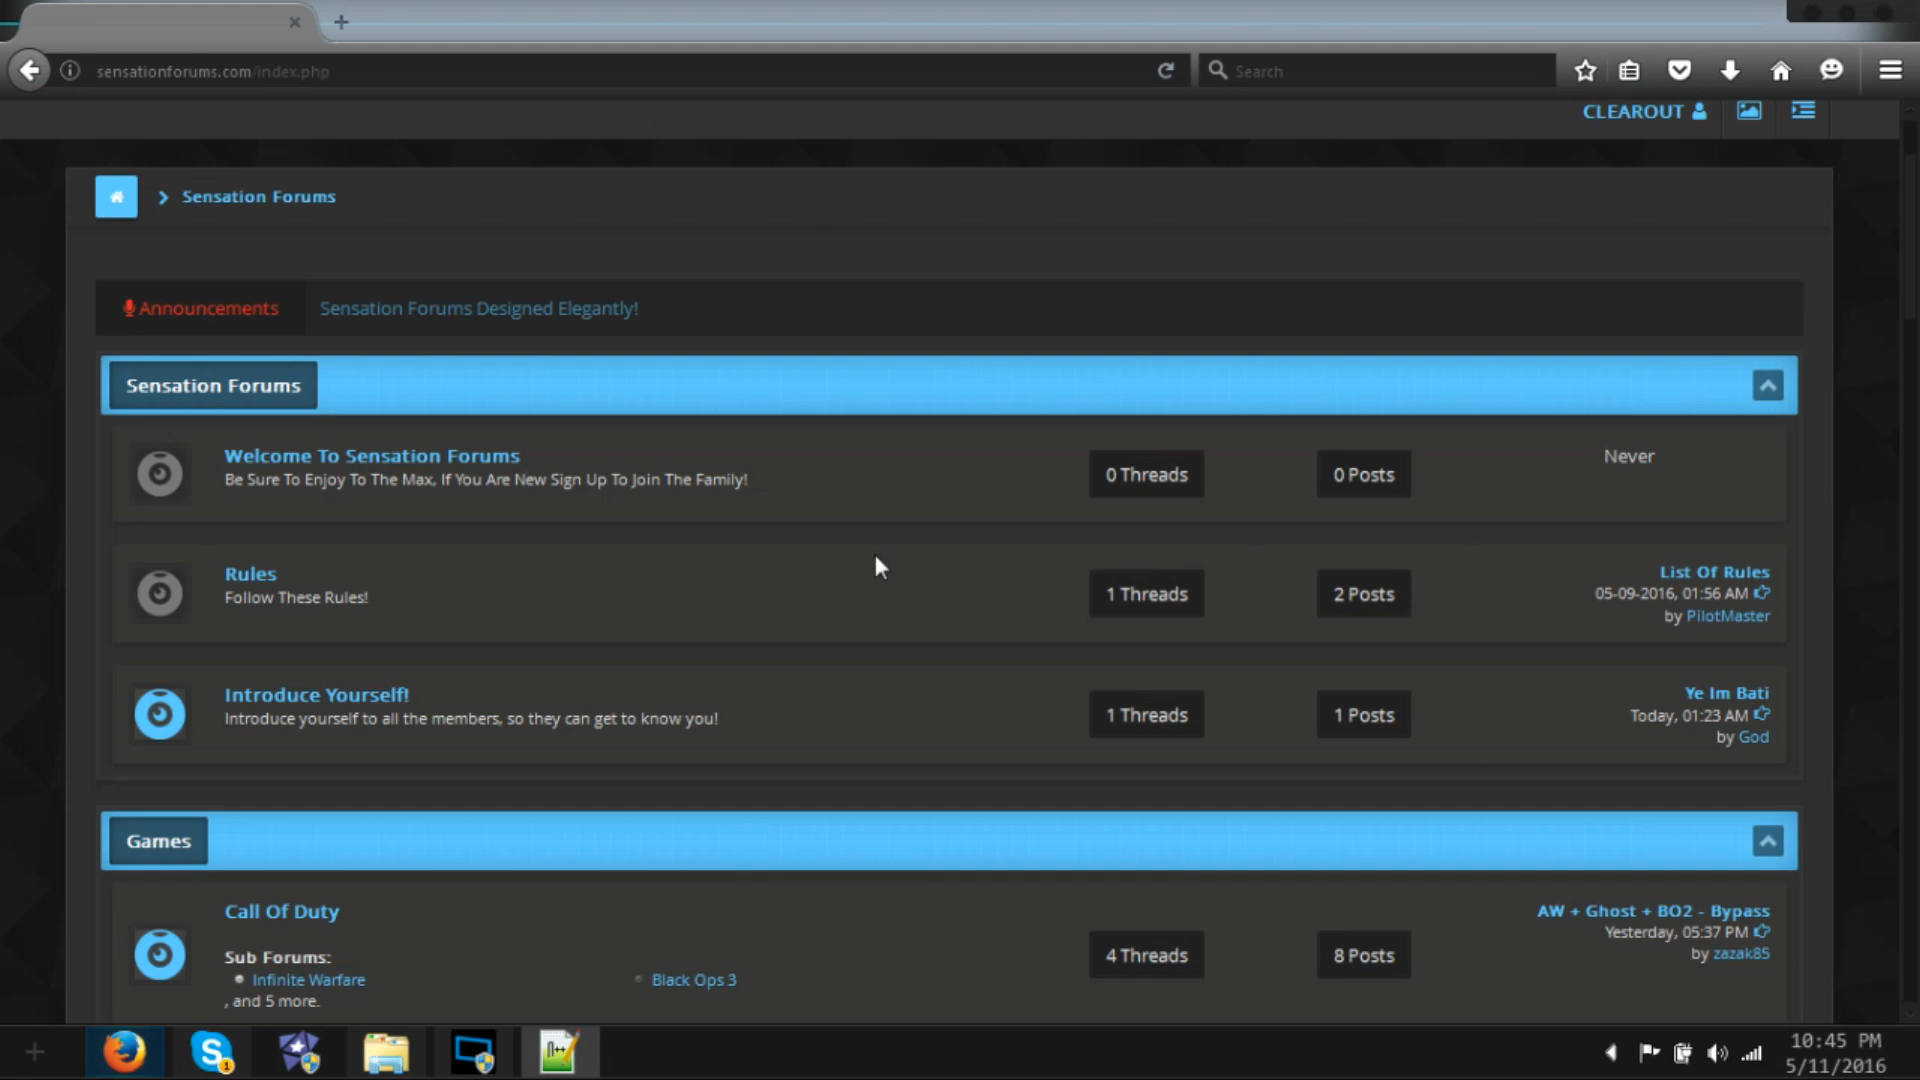 sensationforums.com/index.php
Search
CLEAROUT
Sensation Forums
Announcements
Sensation Forums Designed Elegantly!
Sensation Forums
Welcome To Sensation Forums
Be Sure To Enjoy To The Max, If You Are New Sign Up To Join The Family!
0 Threads
0 Posts
Never
Rules
Follow These Rules!
1 Threads
2 Posts
List Of Rules
05-09-2016, 01:56 AM
by PilotMaster
Introduce Yourself!
Introduce yourself to all the members, so they can get to know you!
1 Threads
1 Posts
Ye Im Bati
Today, 01:23 AM
by God
Games
Call Of Duty
Sub Forums:
Infinite Warfare
Black Ops 3
, and 5 more.
4 Threads
8 Posts
AW + Ghost + BO2 - Bypass
Yesterday, 05:37 PM
by zazak85
1
10:45 PM
5/11/2016